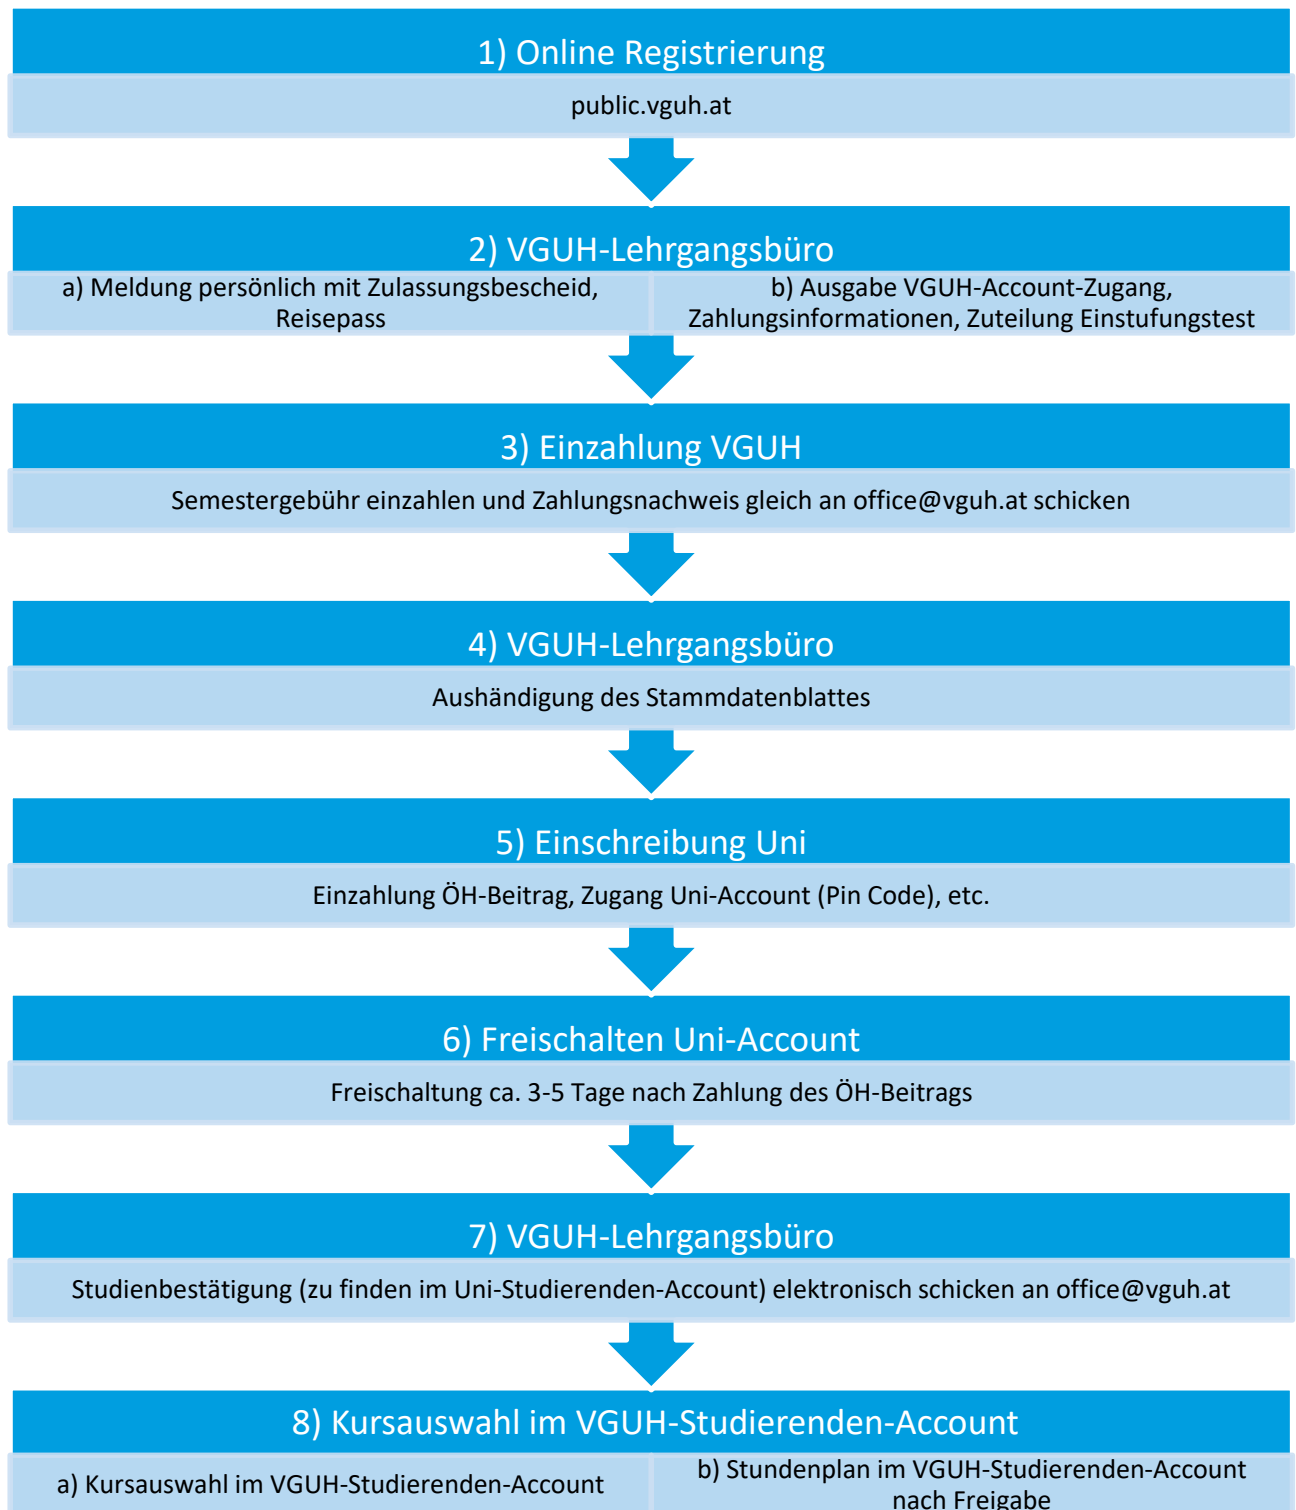 1) Online Registrierung
public.vguh.at
2) VGUH-Lehrgangsbüro
a) Meldung persönlich mit Zulassungsbescheid,
Reisepass
b) Ausgabe VGUH-Account-Zugang,
Zahlungsinformationen, Zuteilung Einstufungstest
3) Einzahlung VGUH
Semestergebühr einzahlen und Zahlungsnachweis gleich an office@vguh.at schicken
4) VGUH-Lehrgangsbüro
Aushändigung des Stammdatenblattes
5) Einschreibung Uni
Einzahlung ÖH-Beitrag, Zugang Uni-Account (Pin Code), etc.
6) Freischalten Uni-Account
Freischaltung ca. 3-5 Tage nach Zahlung des ÖH-Beitrags
7) VGUH-Lehrgangsbüro
Studienbestätigung (zu finden im Uni-Studierenden-Account) elektronisch schicken an office@vguh.at
8) Kursauswahl im VGUH-Studierenden-Account
a) Kursauswahl im VGUH-Studierenden-Account
b) Stundenplan im VGUH-Studierenden-Account
nach Freigabe